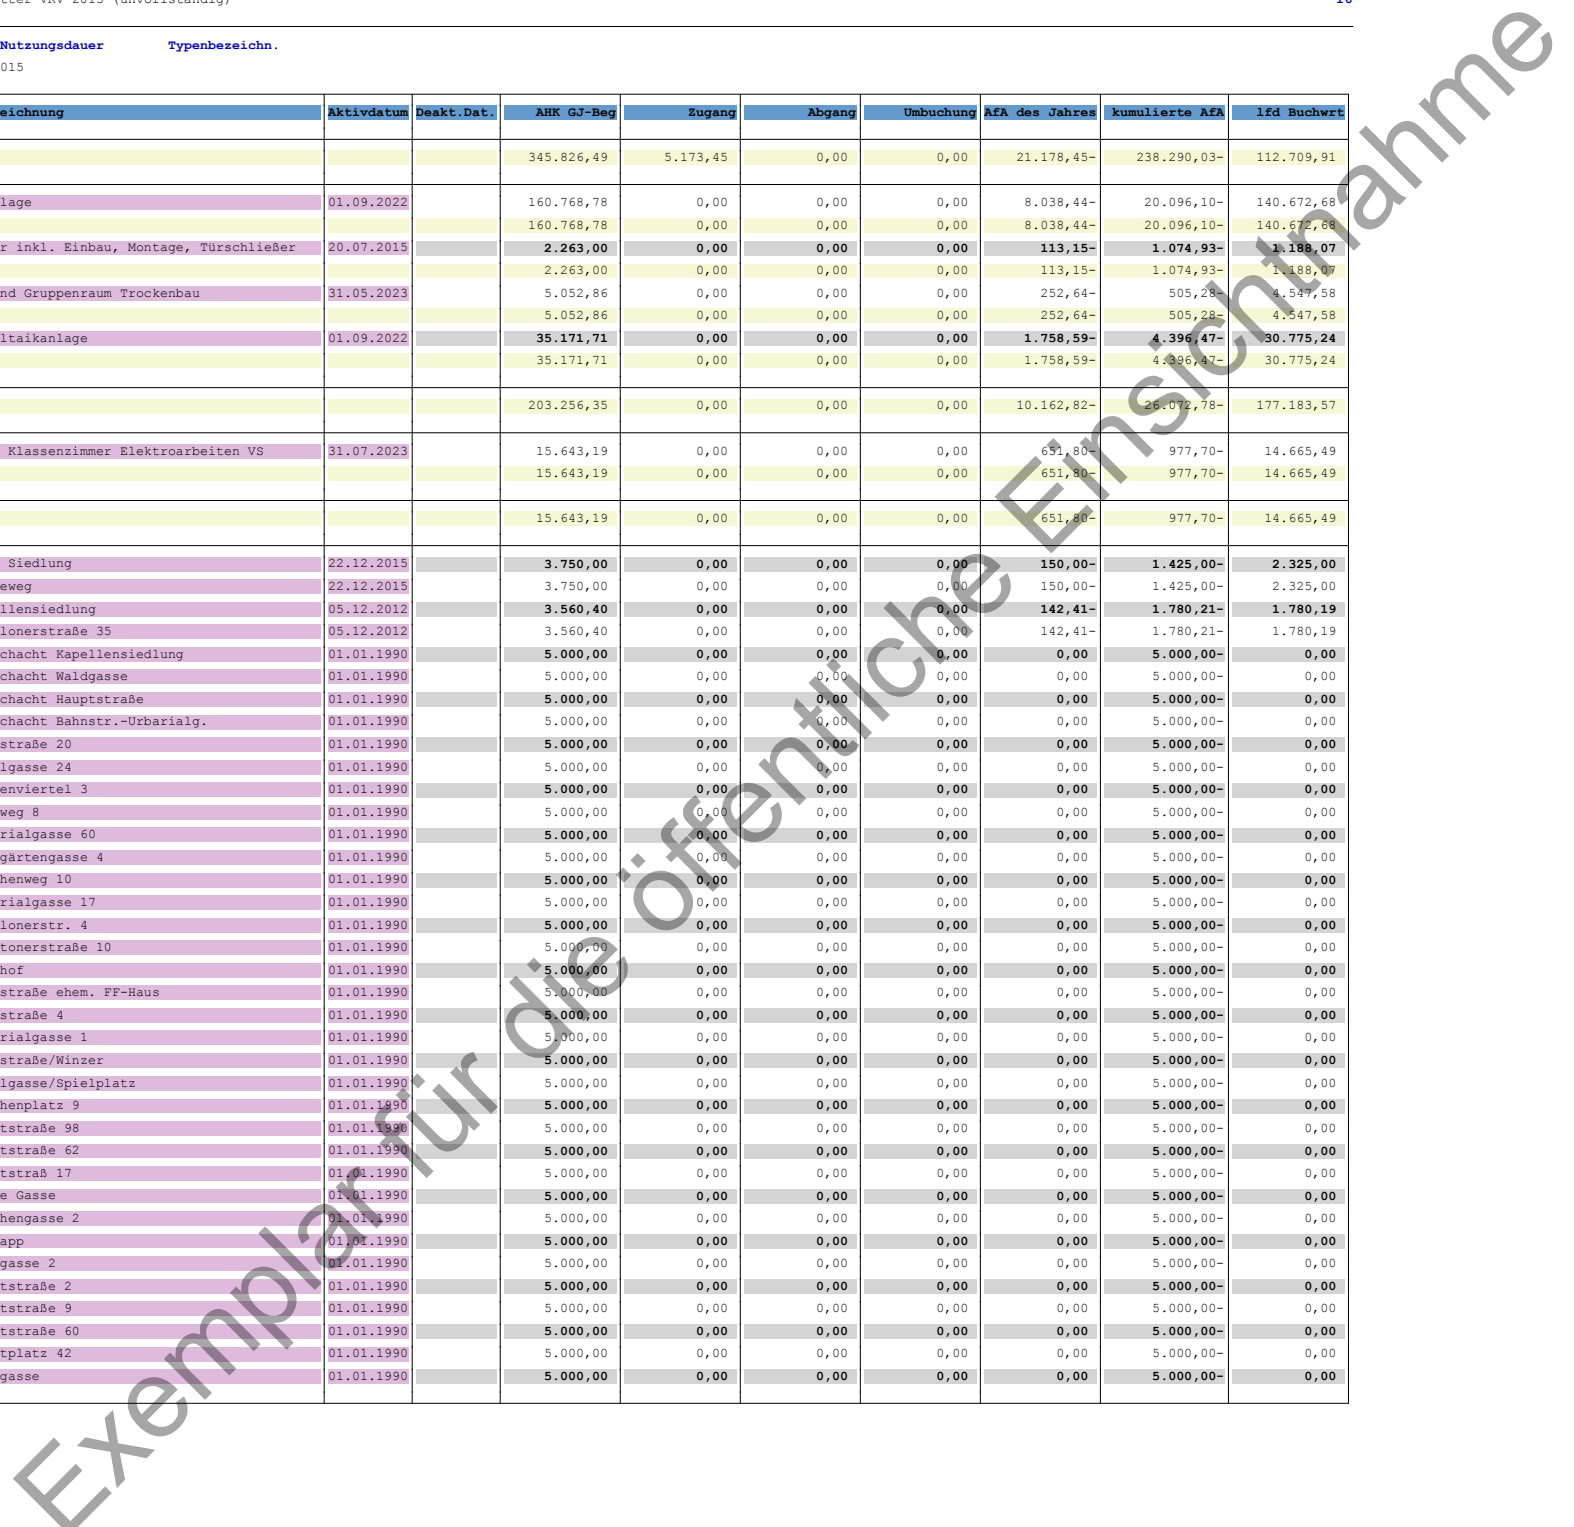 tter VRV 2015 (unvollständig) 16
Nutzungsdauer Typenbezeichn.
015
eichnung Aktivdatum Deakt.Dat. AHK GJ-Beg Zugang Abgang Umbuchung AfA des Jahres kumulierte AfA lfd Buchwrt
345.826,49 5.173,45 0,00 0,00 21.178,45- 238.290,03- 112.709,91
lage 01.09.2022 160.768,78 0,00 0,00 0,00 8.038,44- 20.096,10- 140.672,68
160.768,78 0,00 0,00 0,00 8.038,44- 20.096,10- 140.672,68
r inkl. Einbau, Montage, Türschließer 20.07.2015 2.263,00 0,00 0,00 0,00 113,15- 1.074,93- 1.188,07
2.263,00 0,00 0,00 0,00 113,15- 1.074,93- 1.188,07
nd Gruppenraum Trockenbau 31.05.2023 5.052,86 0,00 0,00 0,00 252,64- 505,28- 4.547,58
5.052,86 0,00 0,00 0,00 252,64- 505,28- 4.547,58
ltaikanlage 01.09.2022 35.171,71 0,00 0,00 0,00 1.758,59- 4.396,47- 30.775,24
35.171,71 0,00 0,00 0,00 1.758,59- 4.396,47- 30.775,24
203.256,35 0,00 0,00 0,00 10.162,82- 26.072,78- 177.183,57
Klassenzimmer Elektroarbeiten VS 31.07.2023 15.643,19 0,00 0,00 0,00 651,80- 977,70- 14.665,49
15.643,19 0,00 0,00 0,00 651,80- 977,70- 14.665,49
15.643,19 0,00 0,00 0,00 651,80- 977,70- 14.665,49
Siedlung 22.12.2015 3.750,00 0,00 0,00 0,00 150,00- 1.425,00- 2.325,00
eweg 22.12.2015 3.750,00 0,00 0,00 0,00 150,00- 1.425,00- 2.325,00
llensiedlung 05.12.2012 3.560,40 0,00 0,00 0,00 142,41- 1.780,21- 1.780,19
lonerstraße 35 05.12.2012 3.560,40 0,00 0,00 0,00 142,41- 1.780,21- 1.780,19
chacht Kapellensiedlung 01.01.1990 5.000,00 0,00 0,00 0,00 0,00 5.000,00- 0,00
chacht Waldgasse 01.01.1990 5.000,00 0,00 0,00 0,00 0,00 5.000,00- 0,00
chacht Hauptstraße 01.01.1990 5.000,00 0,00 0,00 0,00 0,00 5.000,00- 0,00
chacht Bahnstr.-Urbarialg. 01.01.1990 5.000,00 0,00 0,00 0,00 0,00 5.000,00- 0,00
straße 20 01.01.1990 5.000,00 0,00 0,00 0,00 0,00 5.000,00- 0,00
lgasse 24 01.01.1990 5.000,00 0,00 0,00 0,00 0,00 5.000,00- 0,00
enviertel 3 01.01.1990 5.000,00 0,00 0,00 0,00 0,00 5.000,00- 0,00
weg 8 01.01.1990 5.000,00 0,00 0,00 0,00 0,00 5.000,00- 0,00
rialgasse 60 01.01.1990 5.000,00 0,00 0,00 0,00 0,00 5.000,00- 0,00
gärtengasse 4 01.01.1990 5.000,00 0,00 0,00 0,00 0,00 5.000,00- 0,00
henweg 10 01.01.1990 5.000,00 0,00 0,00 0,00 0,00 5.000,00- 0,00
rialgasse 17 01.01.1990 5.000,00 0,00 0,00 0,00 0,00 5.000,00- 0,00
lonerstr. 4 01.01.1990 5.000,00 0,00 0,00 0,00 0,00 5.000,00- 0,00
tonerstraße 10 01.01.1990 5.000,00 0,00 0,00 0,00 0,00 5.000,00- 0,00
hof 01.01.1990 5.000,00 0,00 0,00 0,00 0,00 5.000,00- 0,00
straße ehem. FF-Haus 01.01.1990 5.000,00 0,00 0,00 0,00 0,00 5.000,00- 0,00
straße 4 01.01.1990 5.000,00 0,00 0,00 0,00 0,00 5.000,00- 0,00
rialgasse 1 01.01.1990 5.000,00 0,00 0,00 0,00 0,00 5.000,00- 0,00
straße/Winzer 01.01.1990 5.000,00 0,00 0,00 0,00 0,00 5.000,00- 0,00
lgasse/Spielplatz 01.01.1990 5.000,00 0,00 0,00 0,00 0,00 5.000,00- 0,00
henplatz 9 01.01.1990 5.000,00 0,00 0,00 0,00 0,00 5.000,00- 0,00
tstraße 98 01.01.1990 5.000,00 0,00 0,00 0,00 0,00 5.000,00- 0,00
tstraße 62 01.01.1990 5.000,00 0,00 0,00 0,00 0,00 5.000,00- 0,00
tstraß 17 01.01.1990 5.000,00 0,00 0,00 0,00 0,00 5.000,00- 0,00
e Gasse 01.01.1990 5.000,00 0,00 0,00 0,00 0,00 5.000,00- 0,00
hengasse 2 01.01.1990 5.000,00 0,00 0,00 0,00 0,00 5.000,00- 0,00
app 01.01.1990 5.000,00 0,00 0,00 0,00 0,00 5.000,00- 0,00
gasse 2 01.01.1990 5.000,00 0,00 0,00 0,00 0,00 5.000,00- 0,00
tstraße 2 01.01.1990 5.000,00 0,00 0,00 0,00 0,00 5.000,00- 0,00
tstraße 9 01.01.1990 5.000,00 0,00 0,00 0,00 0,00 5.000,00- 0,00
tstraße 60 01.01.1990 5.000,00 0,00 0,00 0,00 0,00 5.000,00- 0,00
tplatz 42 01.01.1990 5.000,00 0,00 0,00 0,00 0,00 5.000,00- 0,00
gasse 01.01.1990 5.000,00 0,00 0,00 0,00 0,00 5.000,00- 0,00
Exemplar für die öffentliche Einsichtnahme